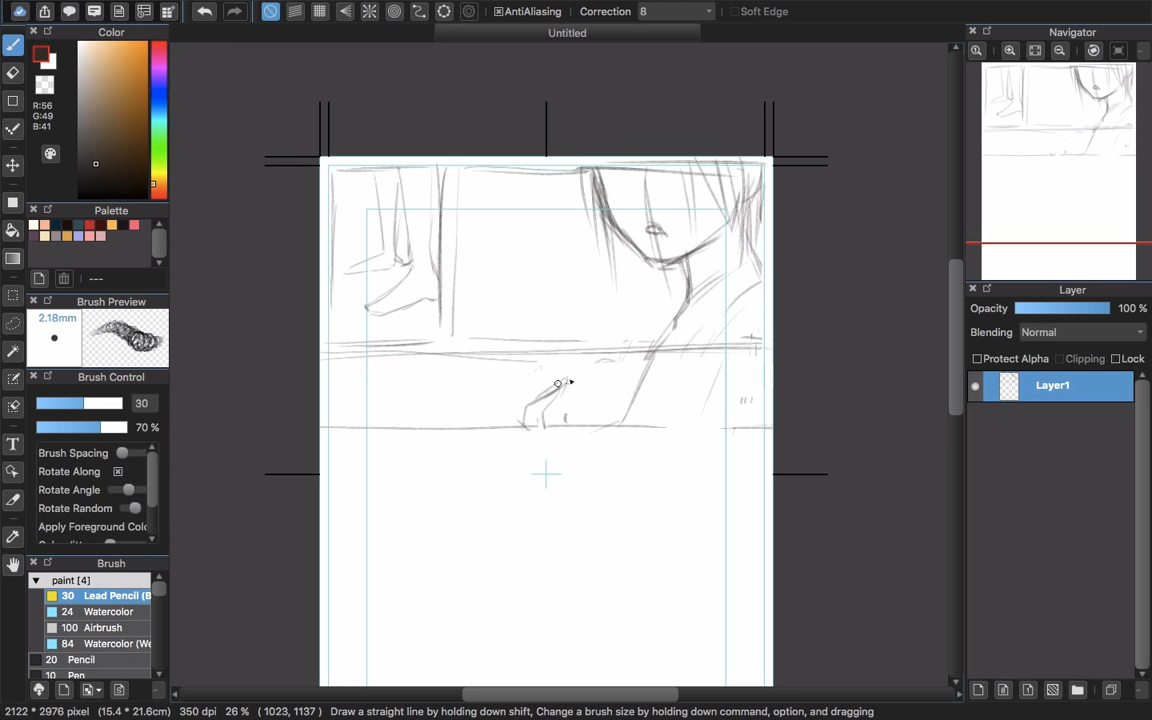 AntiAliasing Correction 8 Soft Edge
Untitled
Color
R:56
G:49
B:41
Palette
---
Brush Preview
2.18mm
Brush Control
30
70 %
Brush Spacing
Rotate Along
Rotate Angle
Rotate Random
Apply Foreground Colo
Brush
paint [4]
30 Lead Pencil (B
24 Watercolor
100 Airbrush
84 Watercolor (We
20 Pencil
10 Pen
Navigator
Layer
Opacity 100 %
Blending Normal
Protect Alpha Clipping Lock
Layer1
2122 * 2976 pixel (15.4 * 21.6cm) 350 dpi 26 % ( 1023, 1137 ) Draw a straight line by holding down shift, Change a brush size by holding down command, option, and dragging